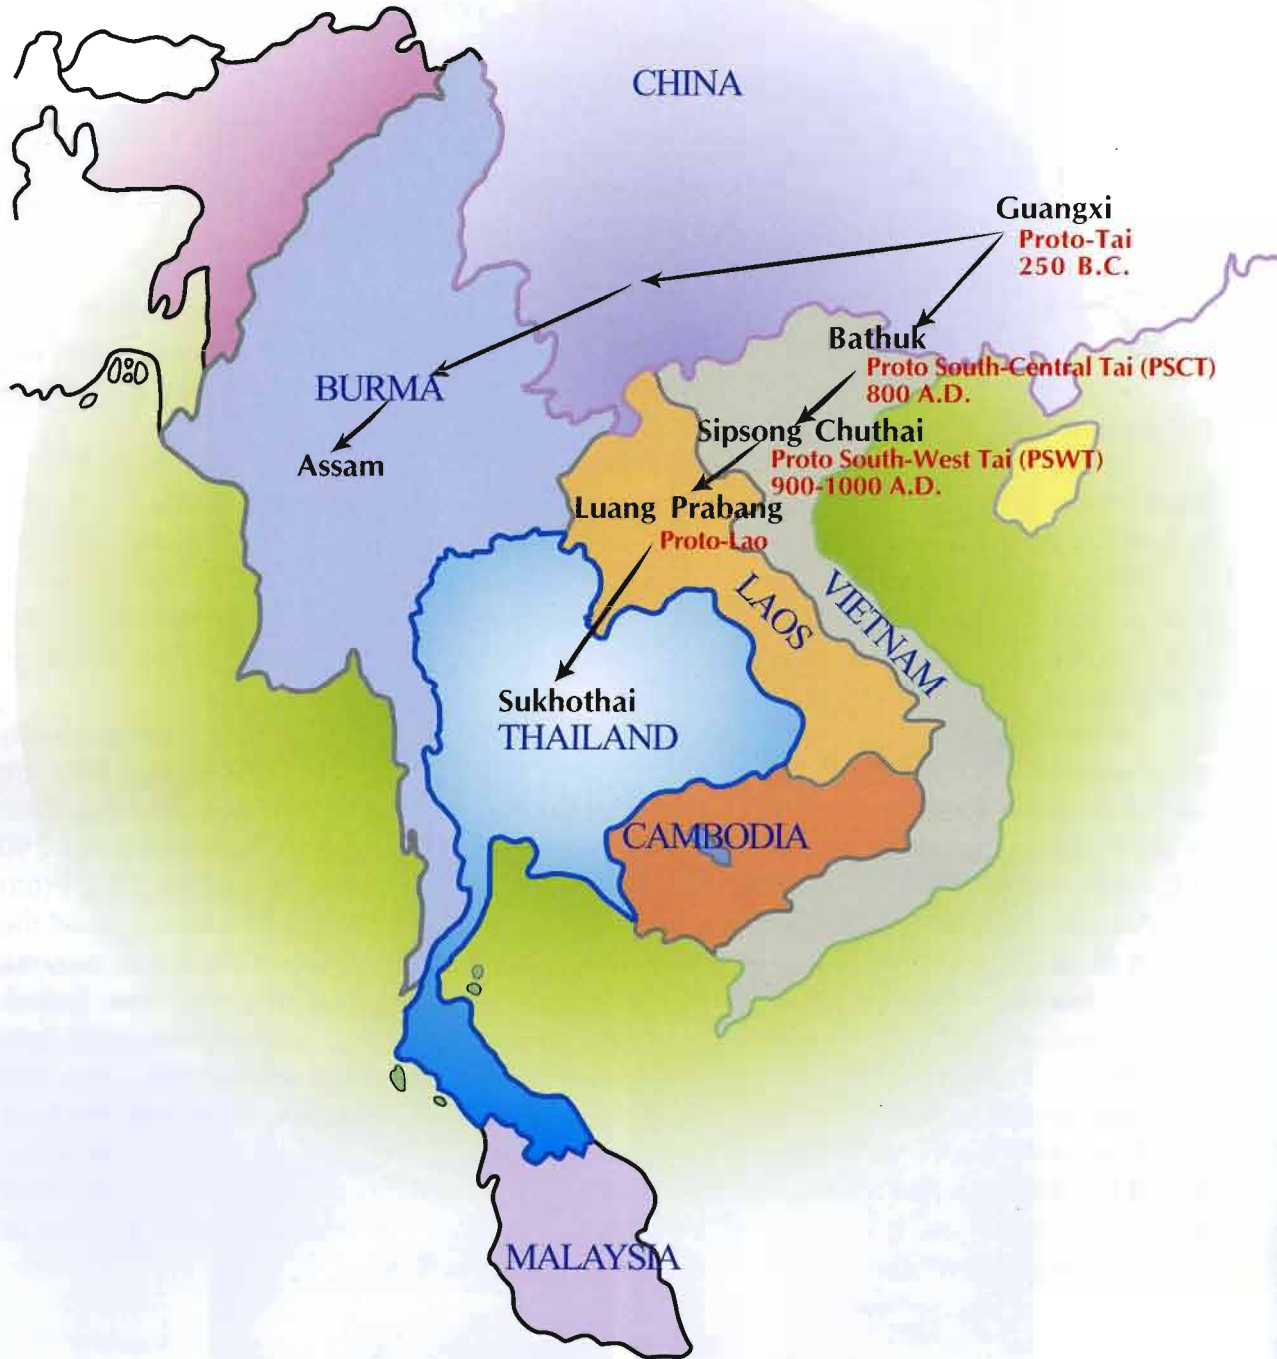 CHINA
Guangxi
Proto-Tai
250 B.C.
Bathuk
Proto South-Central Tai (PSCT)
800 A.D.
BURMA
Sipsong Chuthai
Proto South-West Tai (PSWT)
900-1000 A.D.
Assam
Luang Prabang
Proto-Lao
LAOS
VIETNAM
Sukhothai
THAILAND
CAMBODIA
MALAYSIA